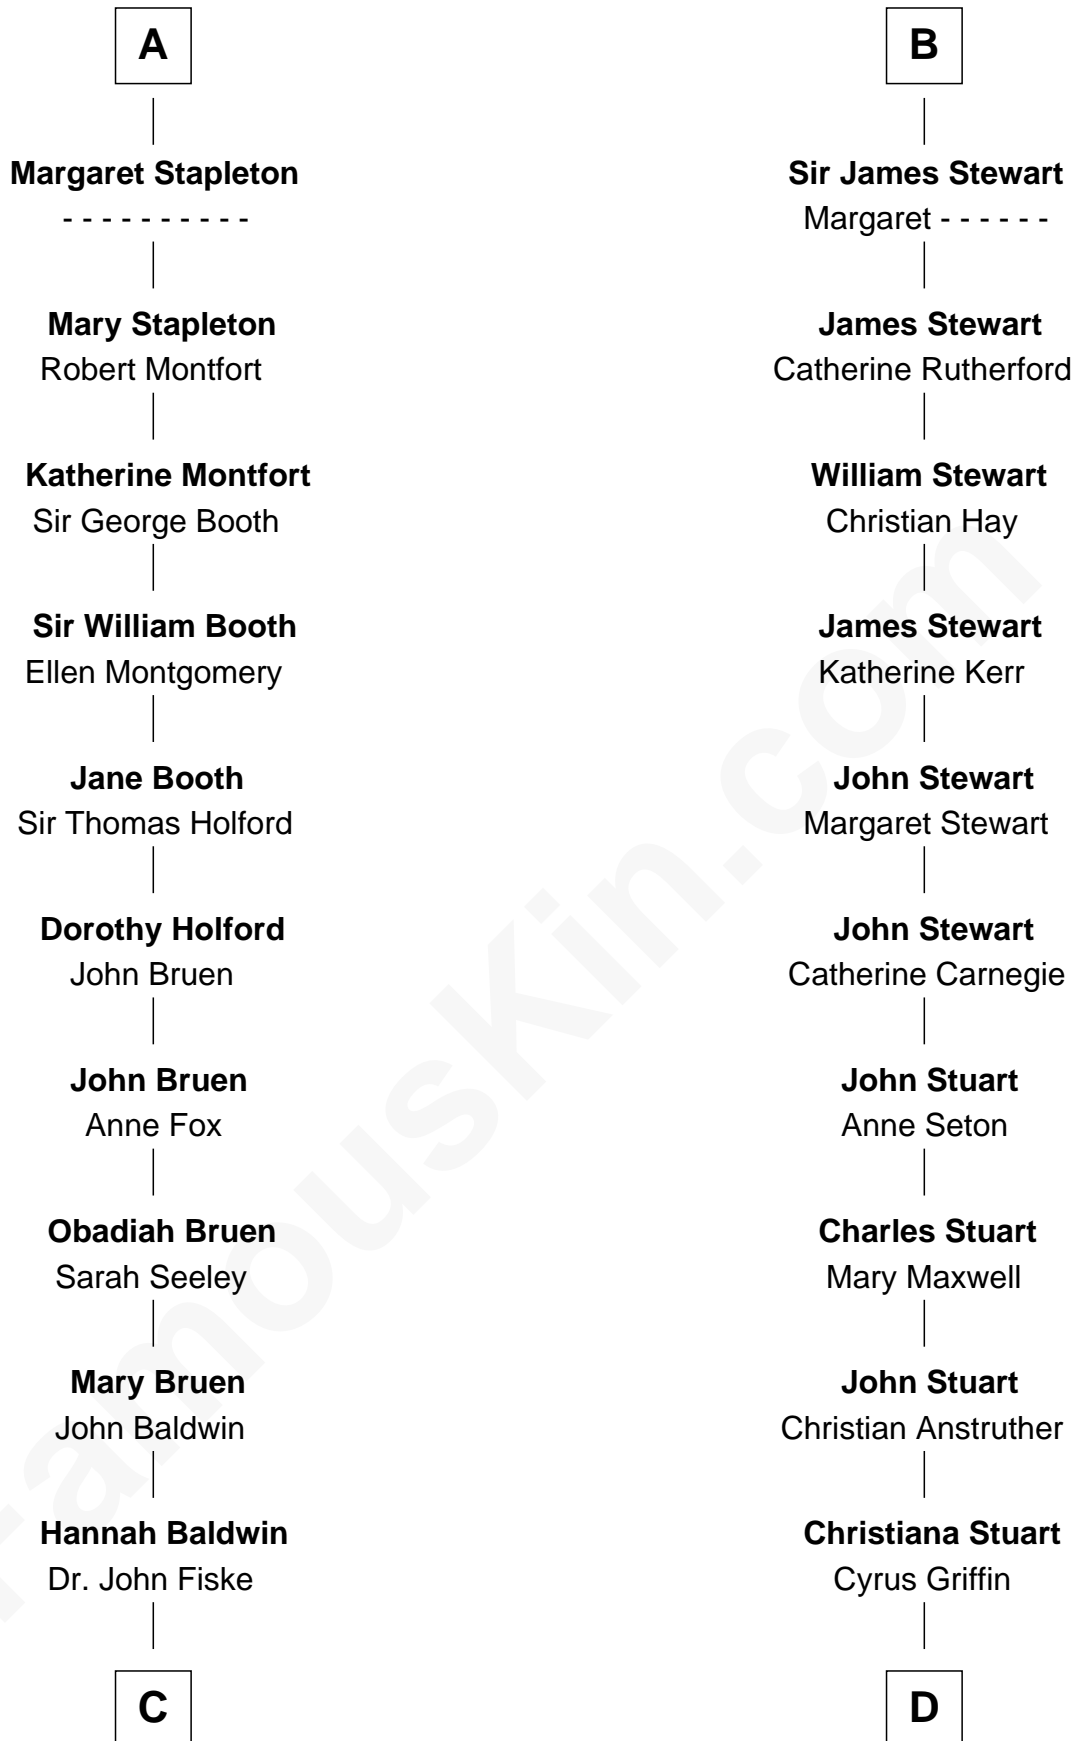 A
Margaret Stapleton
- - - - - - - - - -
Mary Stapleton
Robert Montfort
Katherine Montfort
Sir George Booth
Sir William Booth
Ellen Montgomery
Jane Booth
Sir Thomas Holford
Dorothy Holford
John Bruen
John Bruen
Anne Fox
Obadiah Bruen
Sarah Seeley
Mary Bruen
John Baldwin
Hannah Baldwin
Dr. John Fiske
C
B
Sir James Stewart
Margaret - - - - - -
James Stewart
Catherine Rutherford
William Stewart
Christian Hay
James Stewart
Katherine Kerr
John Stewart
Margaret Stewart
John Stewart
Catherine Carnegie
John Stuart
Anne Seton
Charles Stuart
Mary Maxwell
John Stuart
Christian Anstruther
Christiana Stuart
Cyrus Griffin
D
FamousKin.com